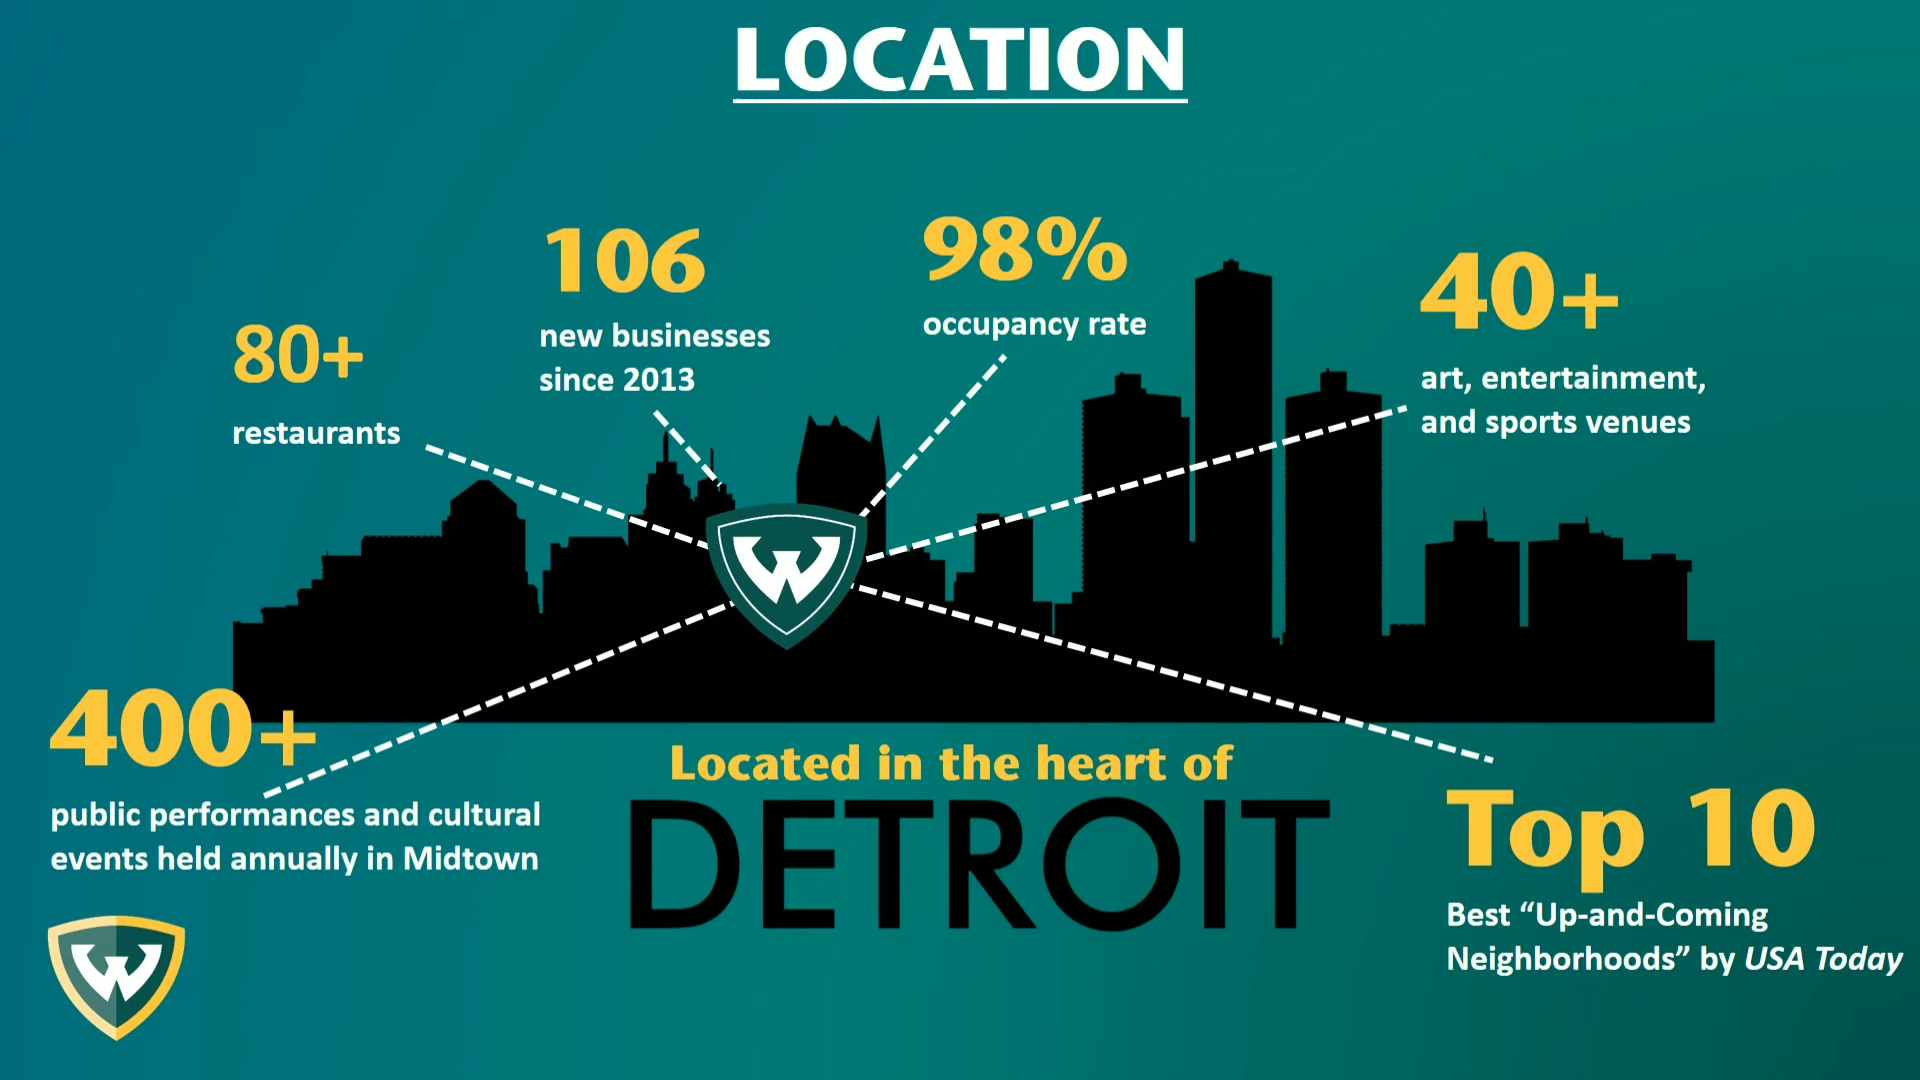 LOCATION
80+
restaurants
106
new businesses
since 2013
98%
occupancy rate
40+
art, entertainment,
and sports venues
W
400+
public performances and cultural
events held annually in Midtown
Located in the heart of
DETROIT
Top 10
Best “Up-and-Coming
Neighborhoods” by USA Today
W